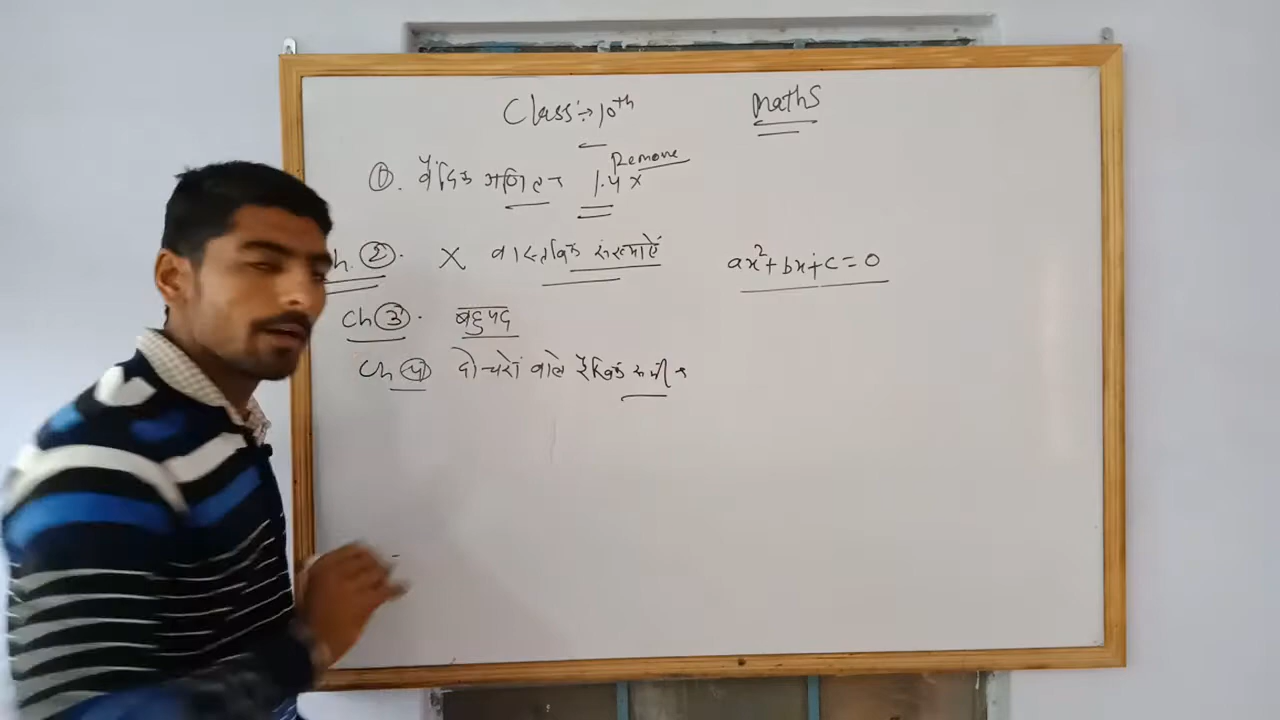 Class :→ 10th
Maths
①. वैदिक गणित → 1.4 x
Remove
Ch. ②. X वास्तविक संख्याएँ
ax²+bx+c=0
Ch ③. बहुपद
Ch ④ दो चरों वाले रैखिक समी